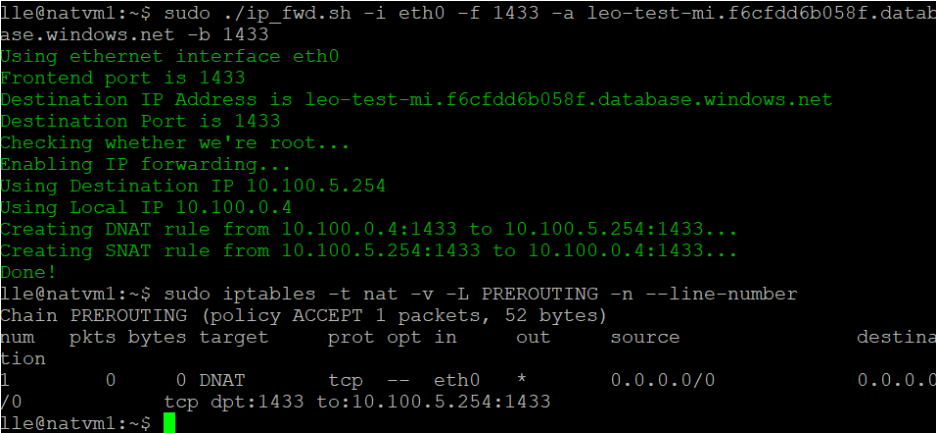 lle@natvm1:~$ sudo ./ip_fwd.sh -i eth0 -f 1433 -a leo-test-mi.f6cfdd6b058f.datab
ase.windows.net -b 1433
Using ethernet interface eth0
Frontend port is 1433
Destination IP Address is leo-test-mi.f6cfdd6b058f.database.windows.net
Destination Port is 1433
Checking whether we're root...
Enabling IP forwarding...
Using Destination IP 10.100.5.254
Using Local IP 10.100.0.4
Creating DNAT rule from 10.100.0.4:1433 to 10.100.5.254:1433...
Creating SNAT rule from 10.100.5.254:1433 to 10.100.0.4:1433...
Done!
lle@natvm1:~$ sudo iptables -t nat -v -L PREROUTING -n --line-number
Chain PREROUTING (policy ACCEPT 1 packets, 52 bytes)
num   pkts bytes target     prot opt in     out     source               destina
tion
1        0     0 DNAT       tcp  --  eth0   *       0.0.0.0/0            0.0.0.0
/0            tcp dpt:1433 to:10.100.5.254:1433
lle@natvm1:~$